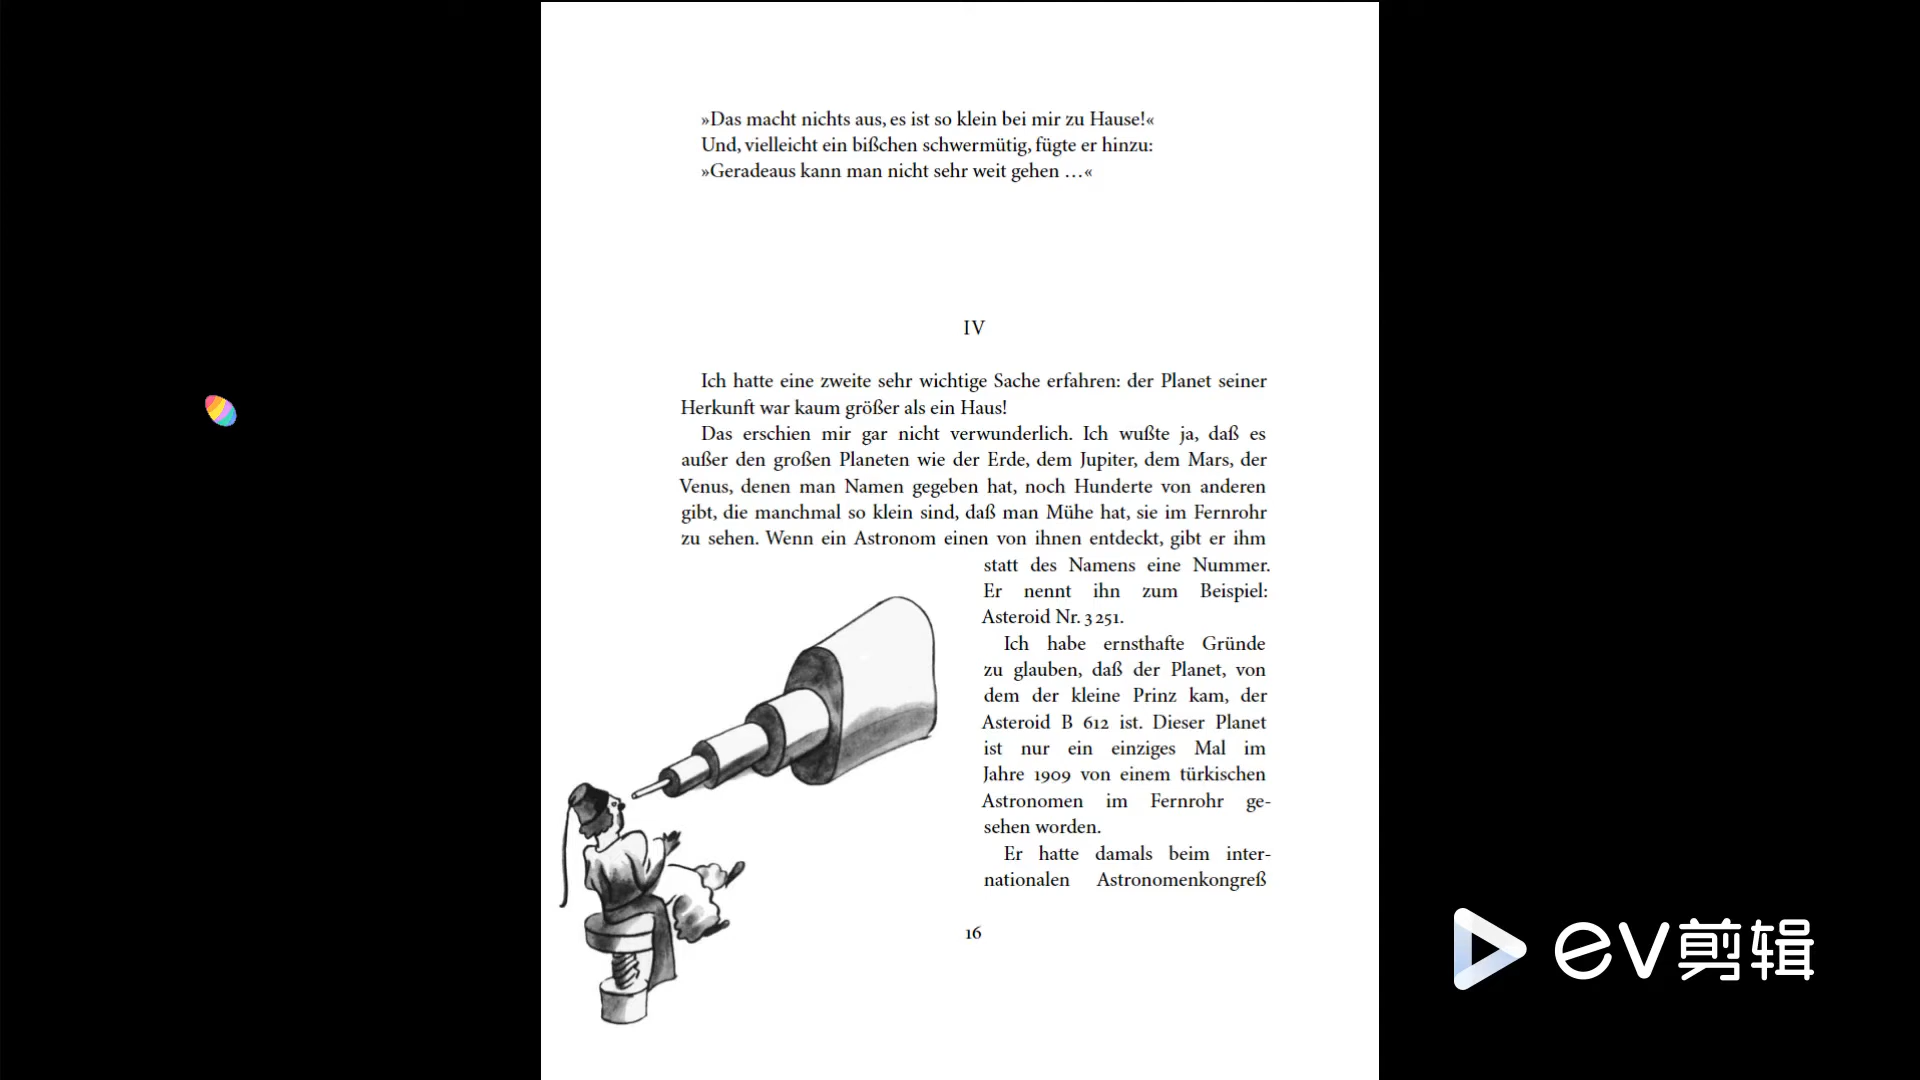 »Das macht nichts aus, es ist so klein bei mir zu Hause!«
Und, vielleicht ein bißchen schwermütig, fügte er hinzu:
»Geradeaus kann man nicht sehr weit gehen …«
IV
Ich hatte eine zweite sehr wichtige Sache erfahren: der Planet seiner
Herkunft war kaum größer als ein Haus!
Das erschien mir gar nicht verwunderlich. Ich wußte ja, daß es
außer den großen Planeten wie der Erde, dem Jupiter, dem Mars, der
Venus, denen man Namen gegeben hat, noch Hunderte von anderen
gibt, die manchmal so klein sind, daß man Mühe hat, sie im Fernrohr
zu sehen. Wenn ein Astronom einen von ihnen entdeckt, gibt er ihm
statt des Namens eine Nummer.
Er nennt ihn zum Beispiel:
Asteroid Nr. 3 251.
Ich habe ernsthafte Gründe
zu glauben, daß der Planet, von
dem der kleine Prinz kam, der
Asteroid B 612 ist. Dieser Planet
ist nur ein einziges Mal im
Jahre 1909 von einem türkischen
Astronomen im Fernrohr ge-
sehen worden.
Er hatte damals beim inter-
nationalen Astronomenkongreß
16
ev剪辑